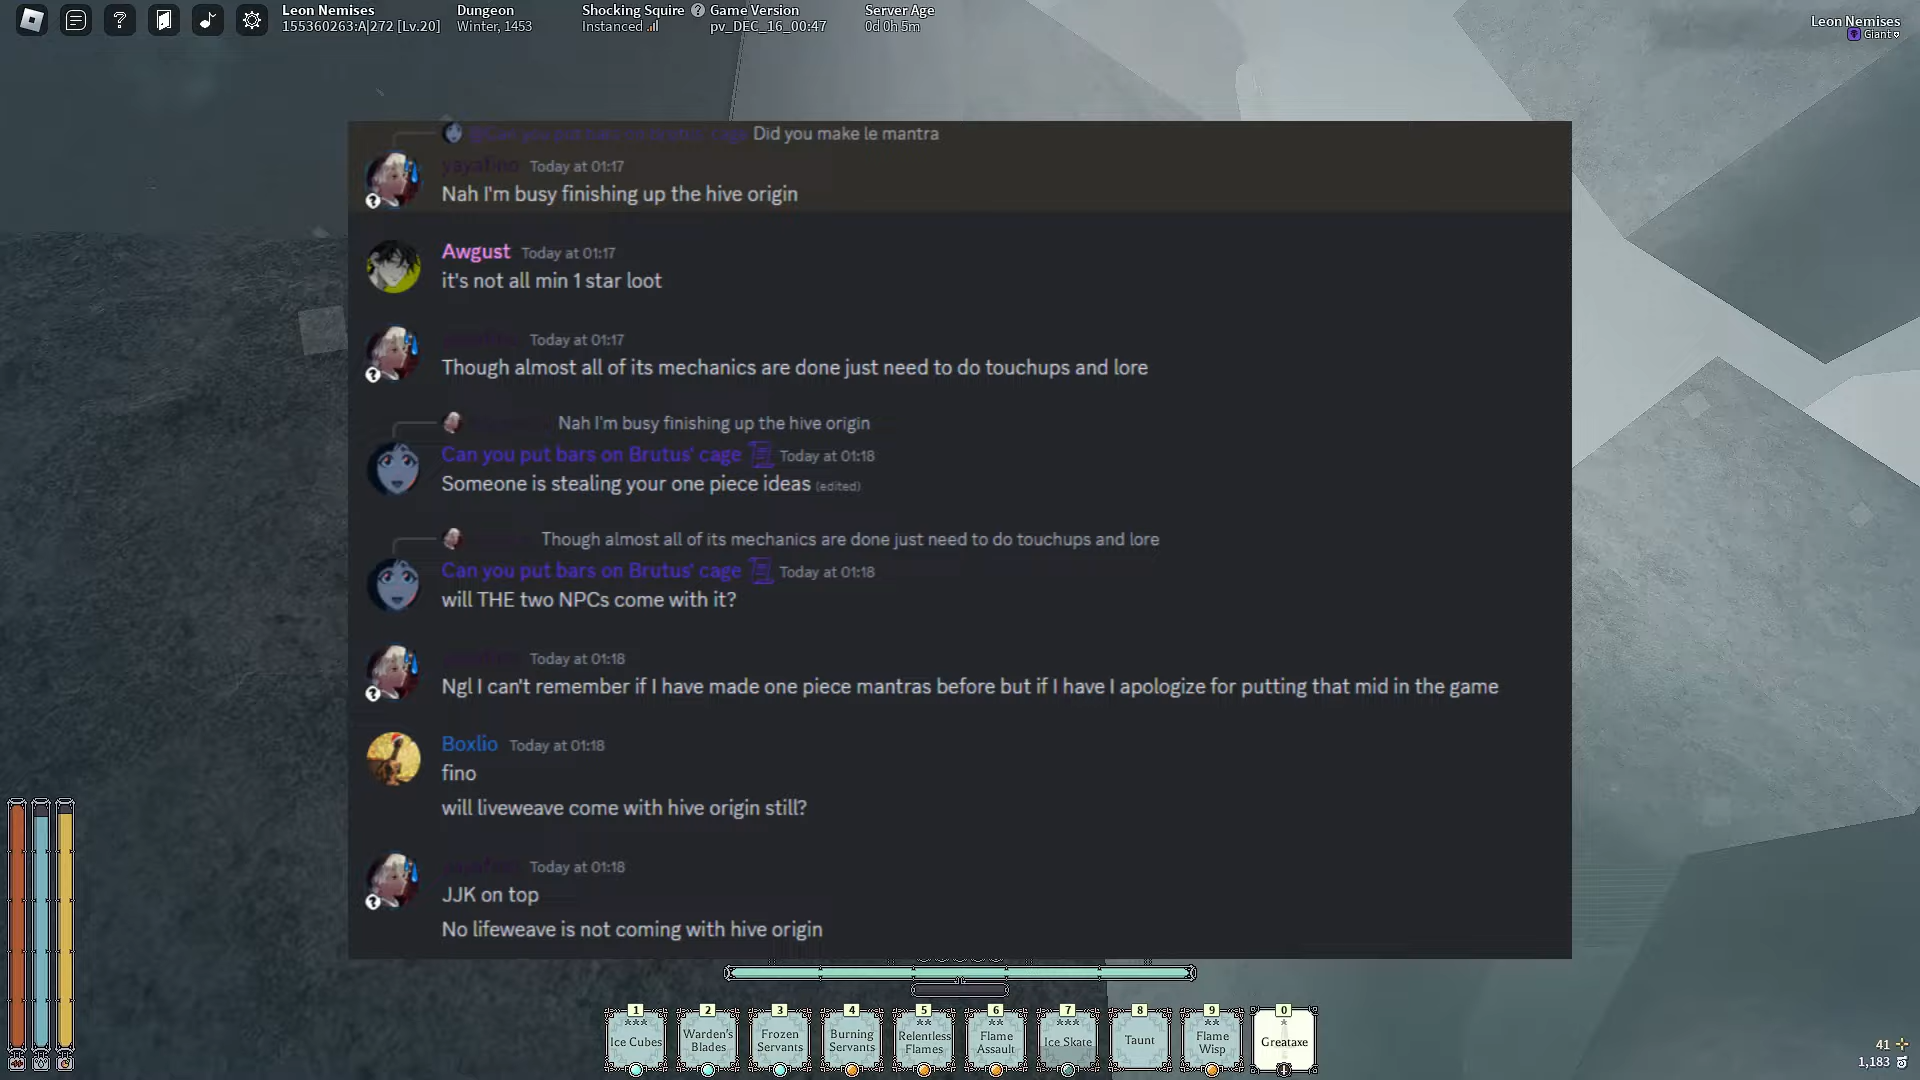 Leon Nemises
155360263:A|272 [Lv.20]
Dungeon
Winter, 1453
Shocking Squire
Instanced
Game Version
pv_DEC_16_00:47
Server Age
0d 0h 5m
Leon Nemises
Giant
@Can you put bars on Brutus' cage Did you make le mantra
yayafino Today at 01:17
Nah I'm busy finishing up the hive origin
Awgust Today at 01:17
it's not all min 1 star loot
Today at 01:17
Though almost all of its mechanics are done just need to do touchups and lore
Nah I'm busy finishing up the hive origin
Can you put bars on Brutus' cage Today at 01:18
Someone is stealing your one piece ideas (edited)
Though almost all of its mechanics are done just need to do touchups and lore
Can you put bars on Brutus' cage Today at 01:18
will THE two NPCs come with it?
Today at 01:18
Ngl I can't remember if I have made one piece mantras before but if I have I apologize for putting that mid in the game
Boxlio Today at 01:18
fino
will liveweave come with hive origin still?
Today at 01:18
JJK on top
No lifeweave is not coming with hive origin
1
***
Ice Cubes
2
Warden's
Blades
3
Frozen
Servants
4
Burning
Servants
5
**
Relentless
Flames
6
**
Flame
Assault
7
***
Ice Skate
8
Taunt
9
**
Flame
Wisp
0
*
Greataxe
41
1,183